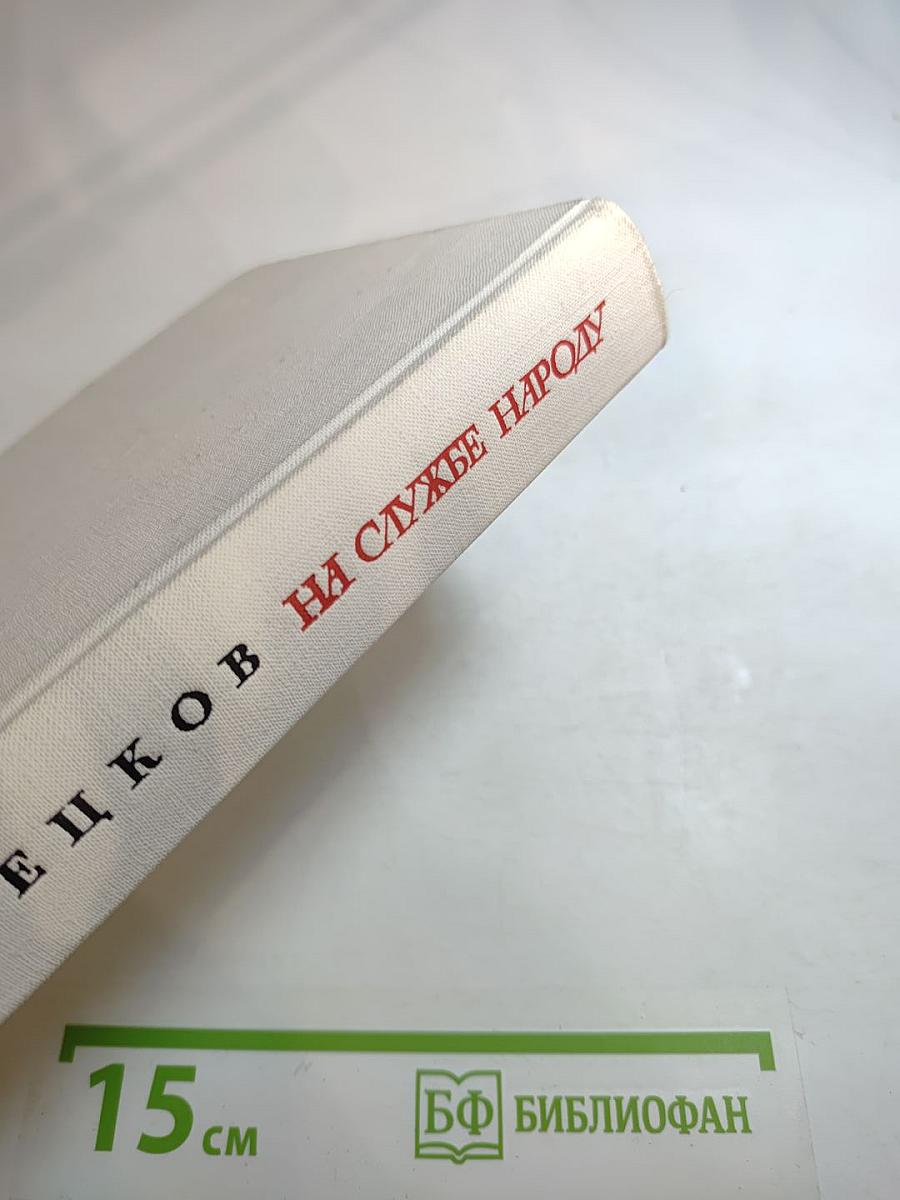 ЕЦКОВ НА СЛУЖБЕ НАРОДУ
15 см
БФ БИБЛИОФАН